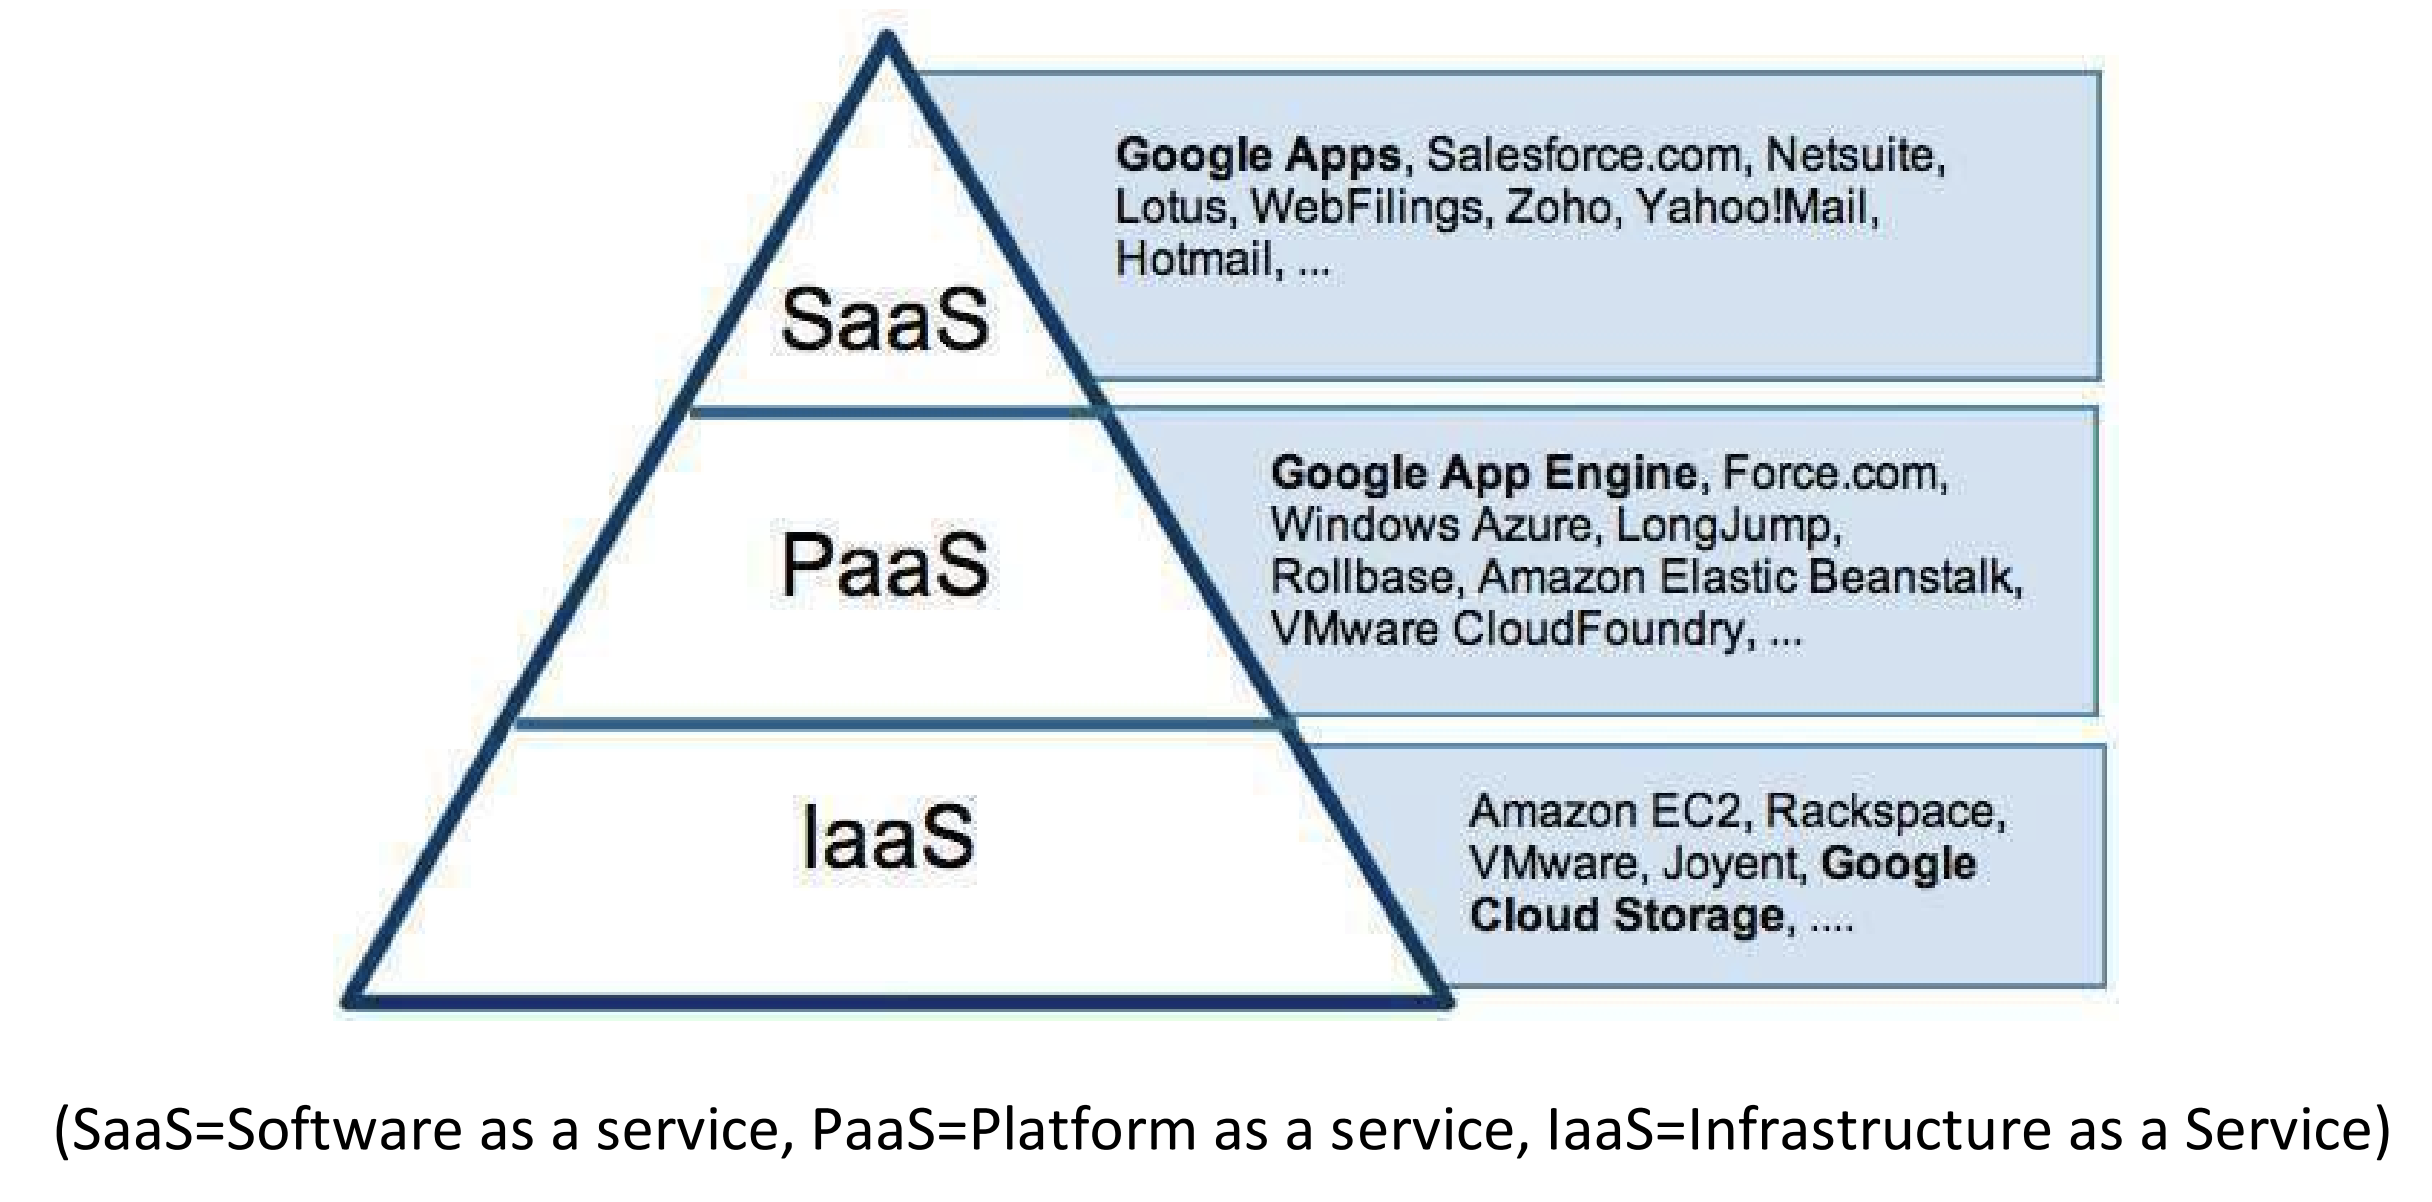 SaaS
Google Apps, Salesforce.com, Netsuite,
Lotus, WebFilings, Zoho, Yahoo!Mail,
Hotmail, ...
PaaS
Google App Engine, Force.com,
Windows Azure, LongJump,
Rollbase, Amazon Elastic Beanstalk,
VMware CloudFoundry, ...
IaaS
Amazon EC2, Rackspace,
VMware, Joyent, Google
Cloud Storage, ....
(SaaS=Software as a service, PaaS=Platform as a service, IaaS=Infrastructure as a Service)